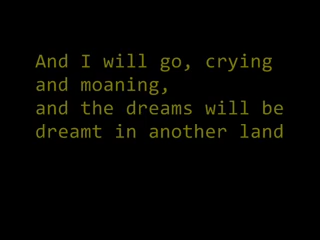 And I will go, crying
and moaning,
and the dreams will be
dreamt in another land